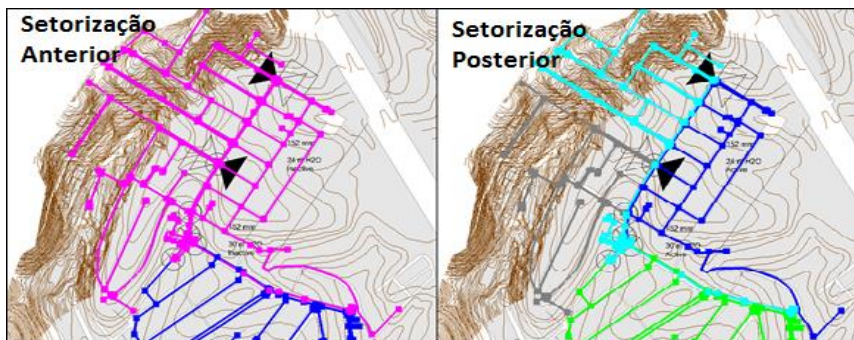 Setorização
Anterior
152 mm
24 m H2O
Inactive
152 mm
30 m H2O
Inactive
Setorização
Posterior
152 mm
24 m H2O
Active
152 mm
30 m H2O
Active